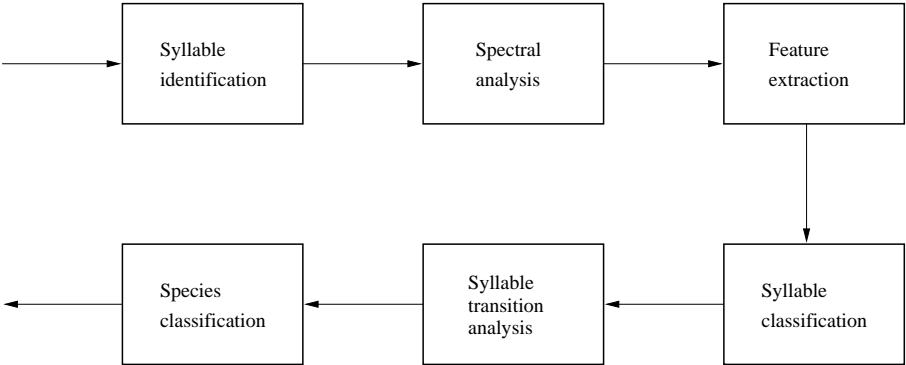 Syllable
identification
Spectral
analysis
Feature
extraction
Species
classification
Syllable
transition
analysis
Syllable
classification